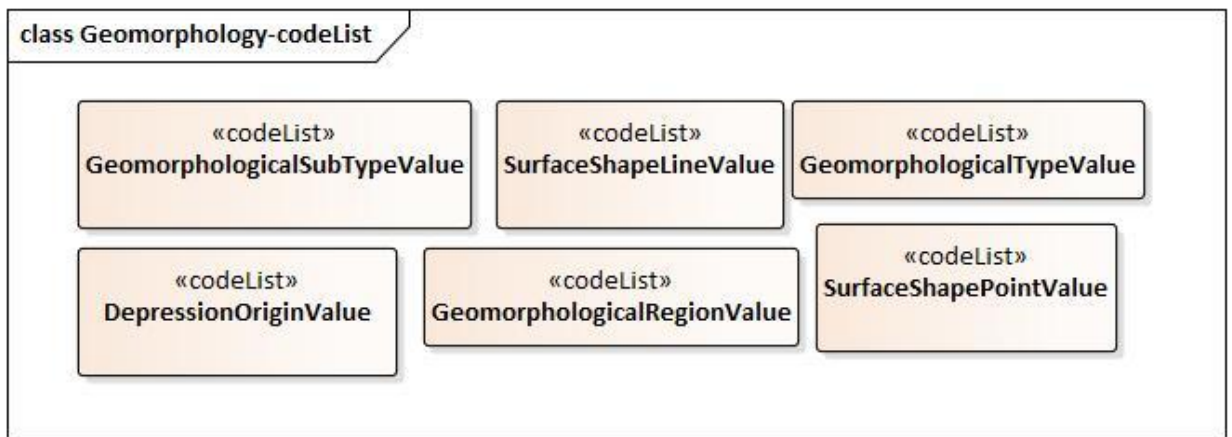 class Geomorphology-codeList
«codeList»
GeomorphologicalSubTypeValue
«codeList»
SurfaceShapeLineValue
«codeList»
GeomorphologicalTypeValue
«codeList»
DepressionOriginValue
«codeList»
GeomorphologicalRegionValue
«codeList»
SurfaceShapePointValue